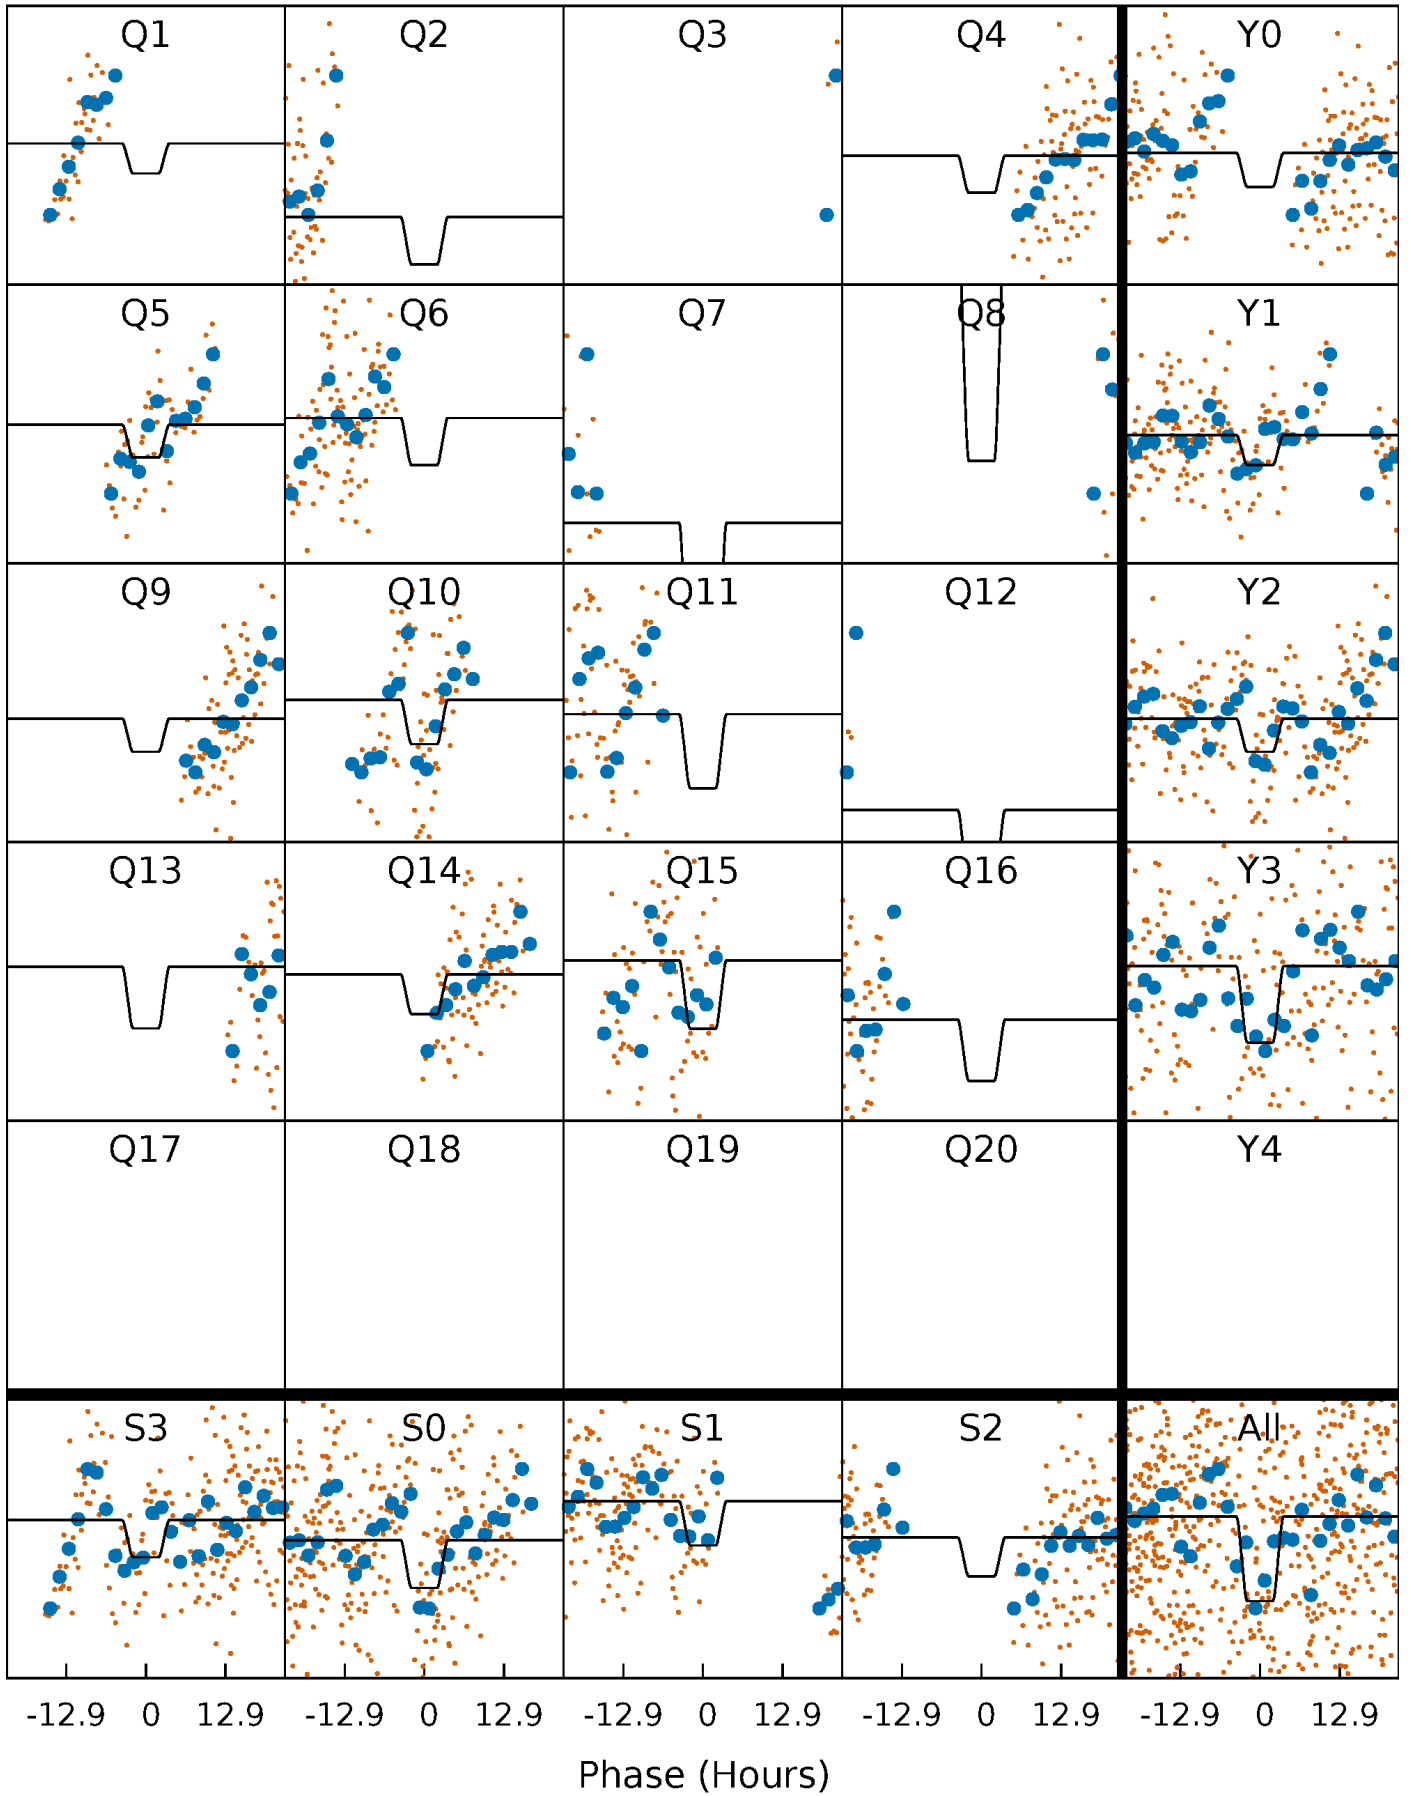 Q1 Q2 Q3 Q4 Y0
Q5 Q6 Q7 Q8 Y1
Q9 Q10 Q11 Q12 Y2
Q13 Q14 Q15 Q16 Y3
Q17 Q18 Q19 Q20 Y4
S3 S0 S1 S2 All
-12.9 0 12.9 -12.9 0 12.9 -12.9 0 12.9 -12.9 0 12.9 -12.9 0 12.9
Phase (Hours)